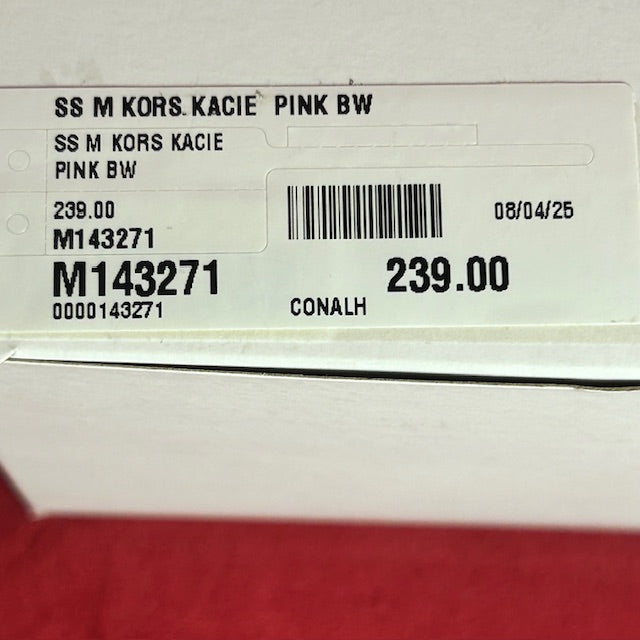 SS M KORS KACIE PINK BW
SS M KORS KACIE
PINK BW
239.00
M143271
08/04/25
M143271
239.00
0000143271
CONALH